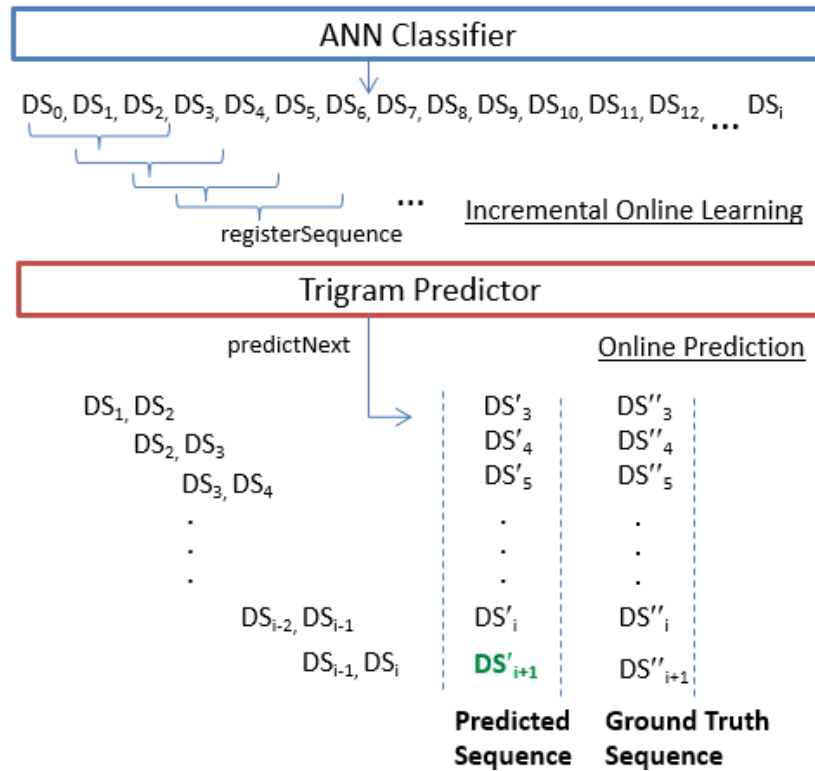 ANN Classifier
DS₀, DS₁, DS₂, DS₃, DS₄, DS₅, DS₆, DS₇, DS₈, DS₉, DS₁₀, DS₁₁, DS₁₂, ... DSᵢ
...
Incremental Online Learning
registerSequence
Trigram Predictor
predictNext
Online Prediction
DS₁, DS₂ DS'₃ DS''₃
DS₂, DS₃ DS'₄ DS''₄
DS₃, DS₄ DS'₅ DS''₅
. . .
. . .
. . .
DSᵢ₋₂, DSᵢ₋₁ DS'ᵢ DS''ᵢ
DSᵢ₋₁, DSᵢ DS'ᵢ₊₁ DS''ᵢ₊₁
Predicted Ground Truth
Sequence Sequence